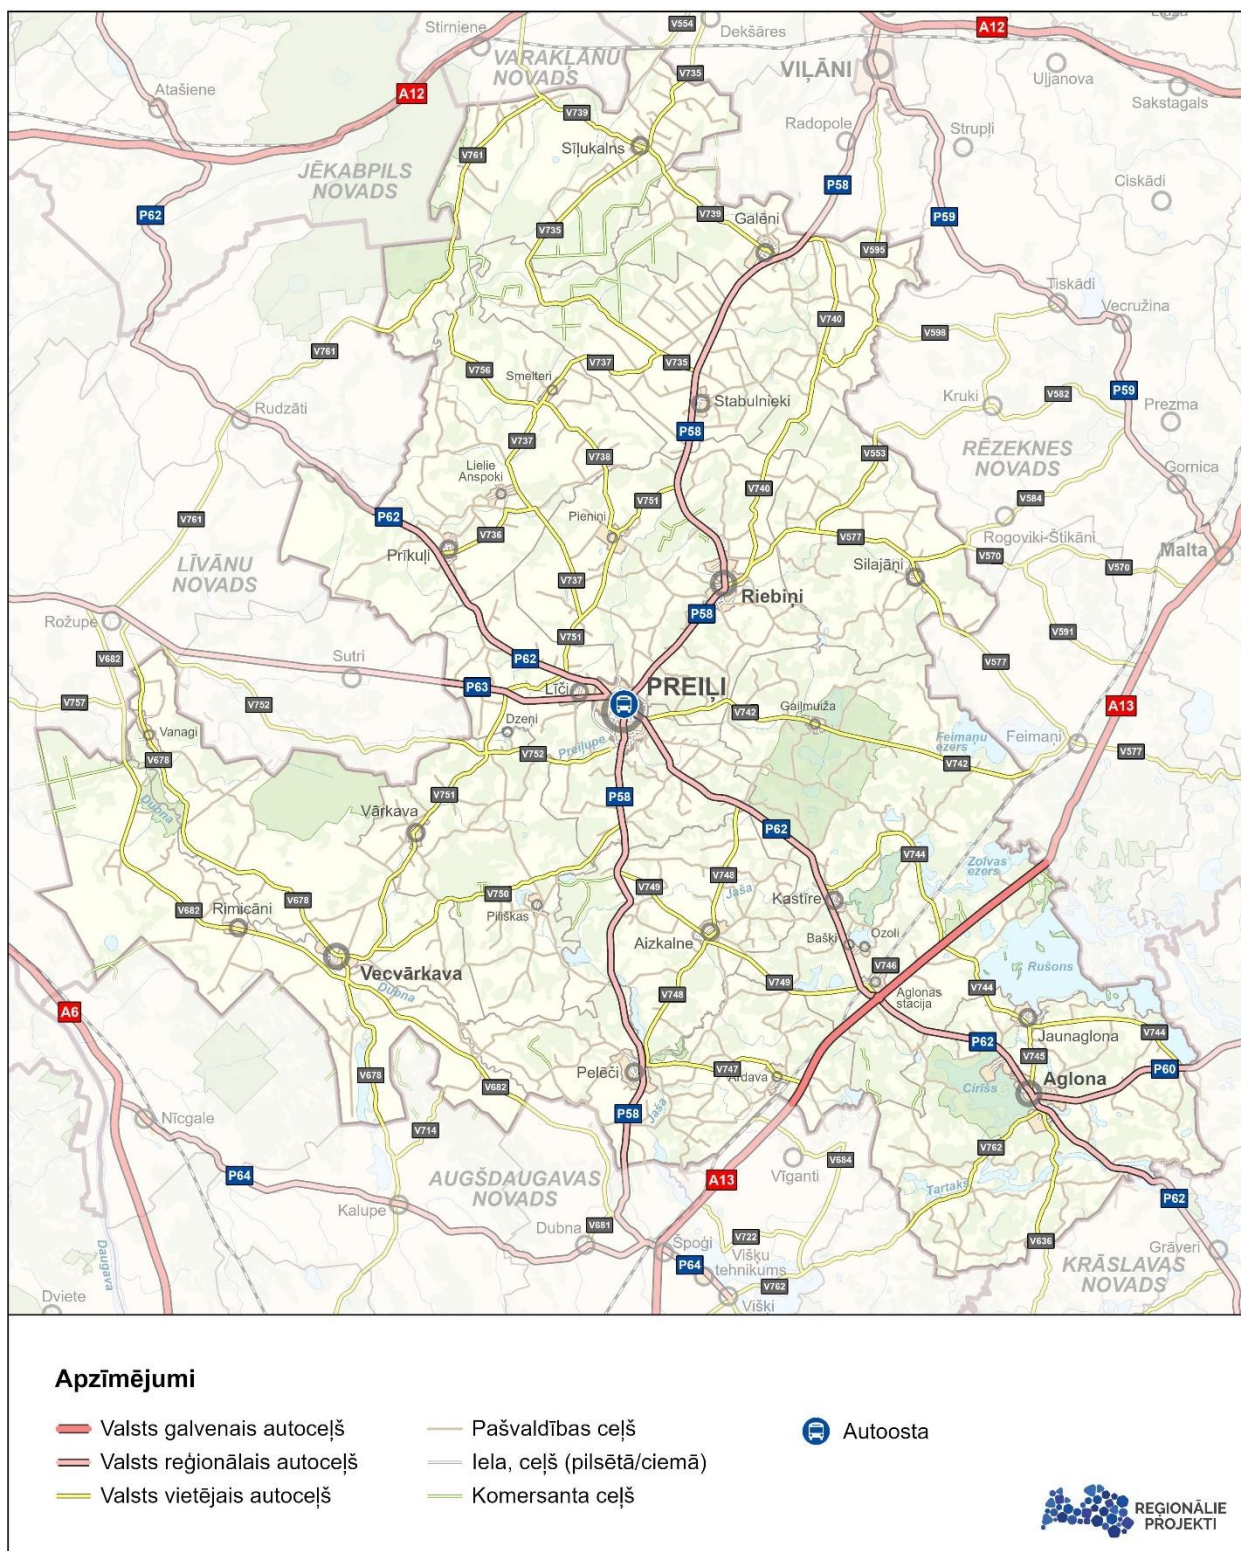 V554
Dekšāres
A12
Stirniene
VARAKĻĀNU
NOVADS
V735
VIĻĀNI
Uļjanova
Sakstagals
A12
Atašiene
V739
Sīļukalns
Radopole
Strupļi
V761
JĒKABPILS
NOVADS
P58
Ciskādi
P62
V739
P59
V735
Galēni
V595
Tiskādi
Vecružina
V740
V598
V761
V756
V737
V735
Smelteri
V582
P59
Rudzāti
Stabulnieki
Kruki
Prezma
P58
V737
RĒZEKNES
NOVADS
V738
V553
Lielie
Anspoki
Gornica
V740
V751
V584
P62
V761
Pieniņi
V736
V577
Rogoviki-Štikāni
Prīkuļi
V570
Malta
LĪVĀNU
NOVADS
V737
Silajāņi
V570
Riebiņi
P58
Rožupe
V751
V591
V682
Sutri
P62
V577
P63
Līči
PREIĻI
V757
V752
V742
Gaiļmuiža
A13
Dzeņi
Vanagi
Preiļupe
Feimaņu
ezers
Feimaņi
V678
V752
V742
V577
Dubna
V751
P58
Vārkava
P62
V744
Zolvas
ezers
V749
V748
V750
Jaša
V678
Kastīre
V682
Rimicāni
Piliškas
Aizkalne
Baški
Ozoli
Vecvārkava
V746
Rušons
Dubna
V749
Aglonas
stacija
V748
V744
A6
Jaunaglona
V744
P62
V745
V678
Pelēči
V747
Ardava
P60
V682
Cirīšs
Aglona
Jaša
P58
Nīcgale
V714
V762
V684
AUGŠDAUGAVAS
NOVADS
Vīganti
P64
A13
Tartaks
P62
Kalupe
V681
Dubna
V722
V636
Daugava
Špoģi
Višķu
tehnikums
Grāveri
P64
KRĀSLAVAS
NOVADS
V762
Dviete
Višķi
Apzīmējumi
Valsts galvenais autoceļš
Pašvaldības ceļš
Autoosta
Valsts reģionālais autoceļš
Iela, ceļš (pilsētā/ciemā)
Valsts vietējais autoceļš
Komersanta ceļš
REĢIONĀLIE
PROJEKTI